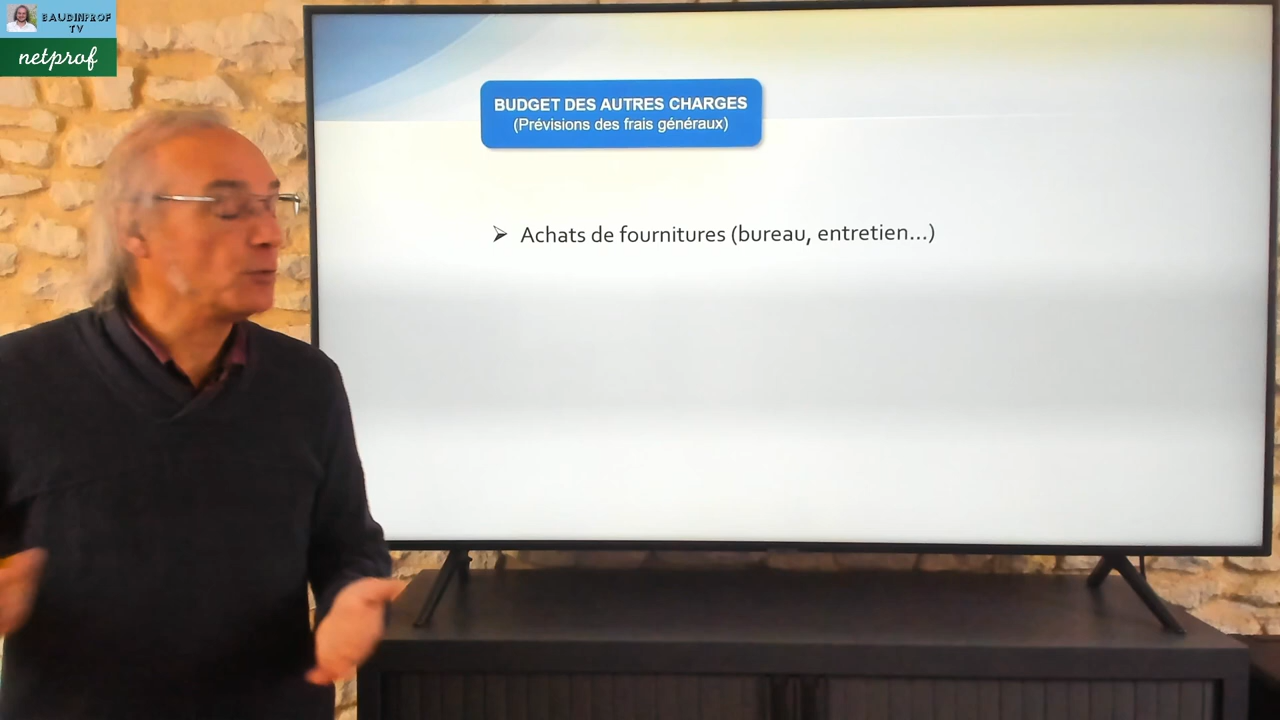 BAUDINPROF
TV
netprof
BUDGET DES AUTRES CHARGES
(Prévisions des frais généraux)
➢ Achats de fournitures (bureau, entretien...)